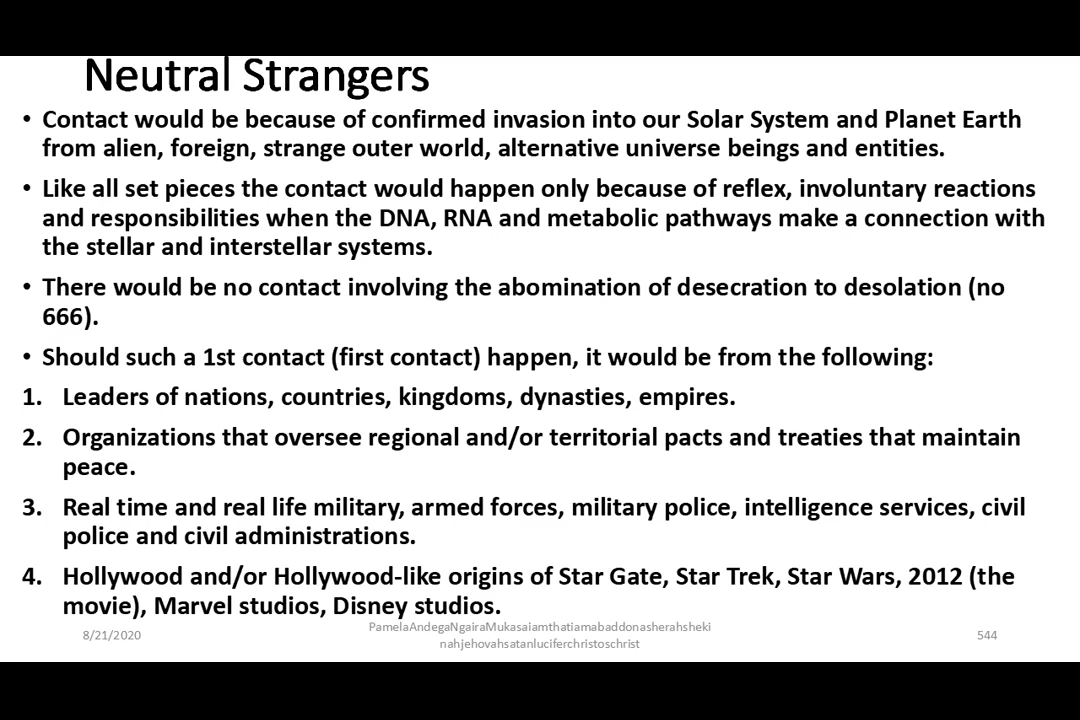 Neutral Strangers
• Contact would be because of confirmed invasion into our Solar System and Planet Earth
from alien, foreign, strange outer world, alternative universe beings and entities.
• Like all set pieces the contact would happen only because of reflex, involuntary reactions
and responsibilities when the DNA, RNA and metabolic pathways make a connection with
the stellar and interstellar systems.
• There would be no contact involving the abomination of desecration to desolation (no
666).
• Should such a 1st contact (first contact) happen, it would be from the following:
1. Leaders of nations, countries, kingdoms, dynasties, empires.
2. Organizations that oversee regional and/or territorial pacts and treaties that maintain
peace.
3. Real time and real life military, armed forces, military police, intelligence services, civil
police and civil administrations.
4. Hollywood and/or Hollywood-like origins of Star Gate, Star Trek, Star Wars, 2012 (the
movie), Marvel studios, Disney studios.
8/21/2020
PamelaAndegaNgairaMukasaiamthatiamabaddonasherahsheki
nahjehovahsatanluciferchristoschrist
544